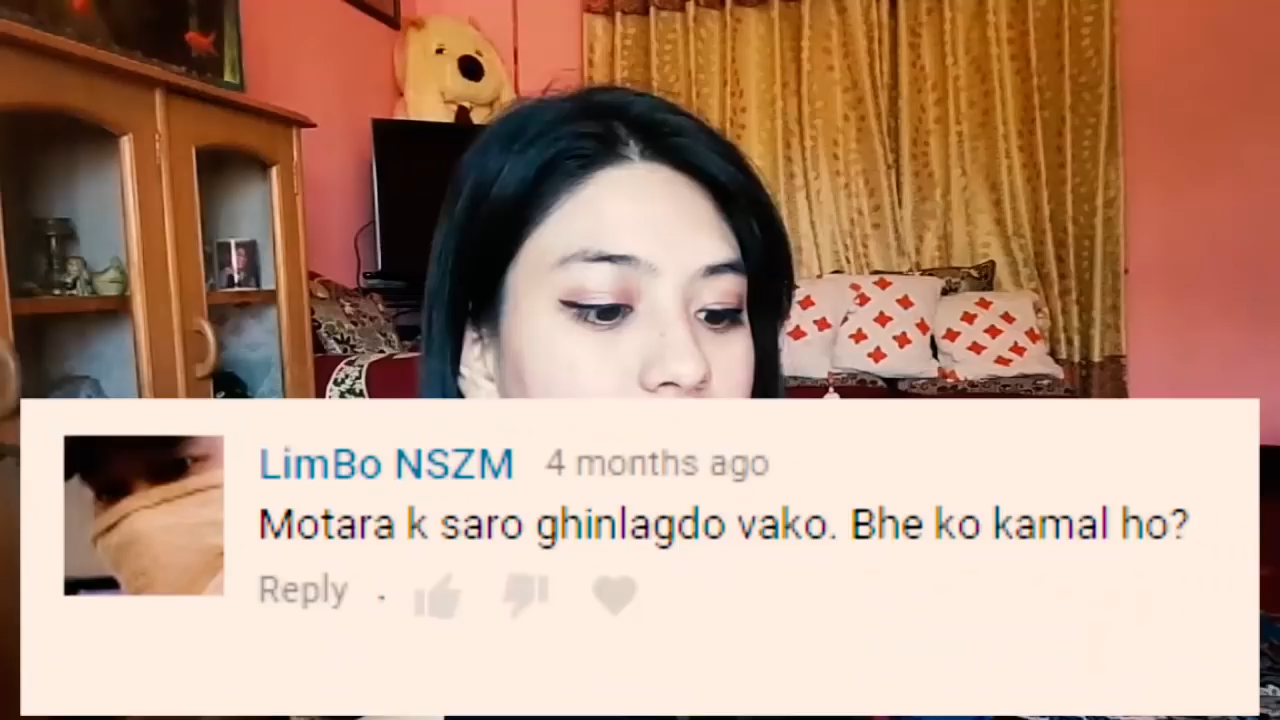 LimBo NSZM 4 months ago
Motara k saro ghinlagdo vako. Bhe ko kamal ho?
Reply .